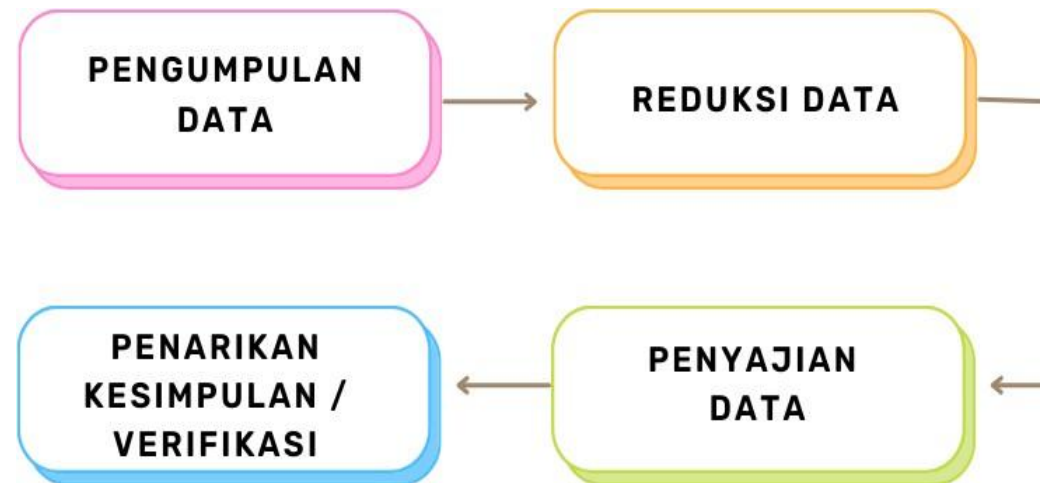 PENGUMPULAN
DATA
REDUKSI DATA
PENARIKAN
KESIMPULAN /
VERIFIKASI
PENYAJIAN
DATA